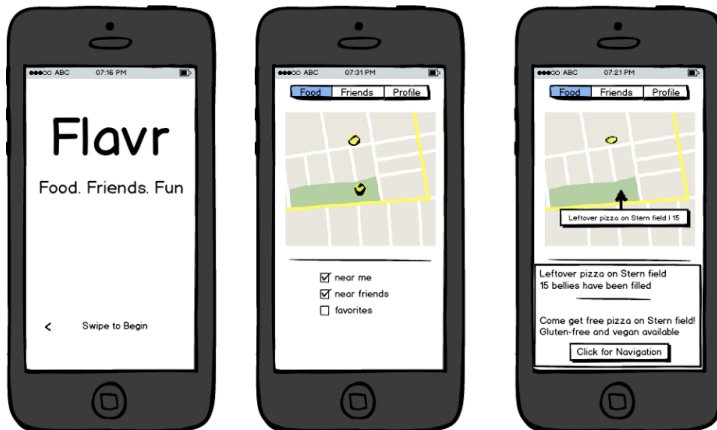 ●●●○○ ABC 07:16 PM
Flavr
Food. Friends. Fun
< Swipe to Begin
●●●○○ ABC 07:31 PM
Food Friends Profile
near me
near friends
favorites
●●●○○ ABC 07:21 PM
Food Friends Profile
Leftover pizza on Stern field | 15
Leftover pizza on Stern field
15 bellies have been filled
Come get free pizza on Stern field!
Gluten-free and vegan available
Click for Navigation